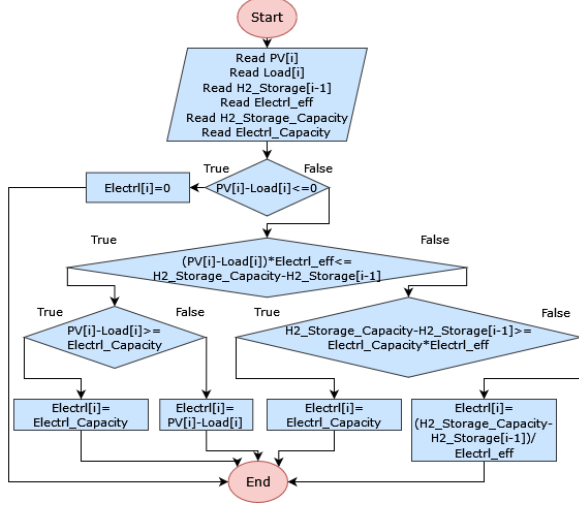 Start
Read PV[i]
Read Load[i]
Read H2_Storage[i-1]
Read Electrl_eff
Read H2_Storage_Capacity
Read Electrl_Capacity
True
False
Electrl[i]=0
PV[i]-Load[i]<=0
True
False
(PV[i]-Load[i])*Electrl_eff<=
H2_Storage_Capacity-H2_Storage[i-1]
True
False
True
False
PV[i]-Load[i]>=
Electrl_Capacity
H2_Storage_Capacity-H2_Storage[i-1]>=
Electrl_Capacity*Electrl_eff
Electrl[i]=
Electrl_Capacity
Electrl[i]=
PV[i]-Load[i]
Electrl[i]=
Electrl_Capacity
Electrl[i]=
(H2_Storage_Capacity-
H2_Storage[i-1])/
Electrl_eff
End